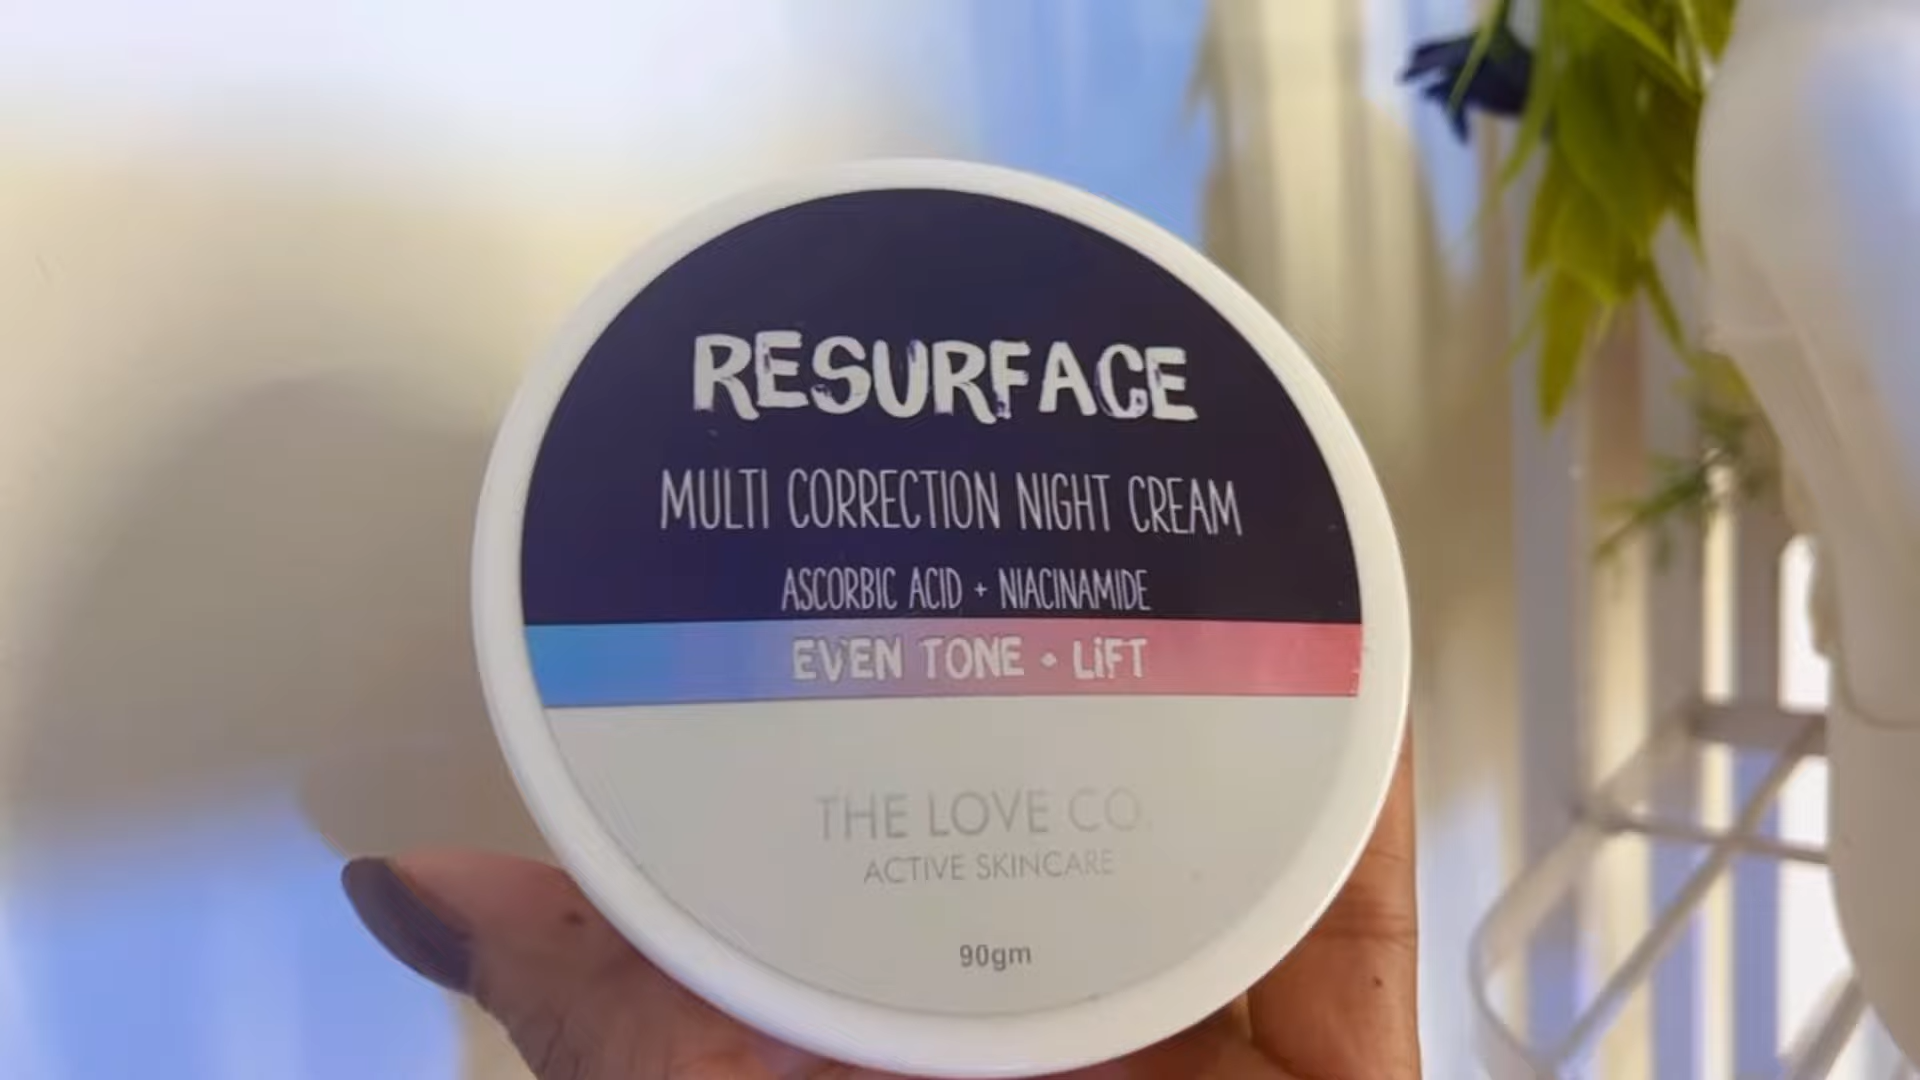 RESURFACE
MULTI CORRECTION NIGHT CREAM
ASCORBIC ACID + NIACINAMIDE
EVEN TONE • LiFT
THE LOVE CO.
ACTIVE SKINCARE
90gm